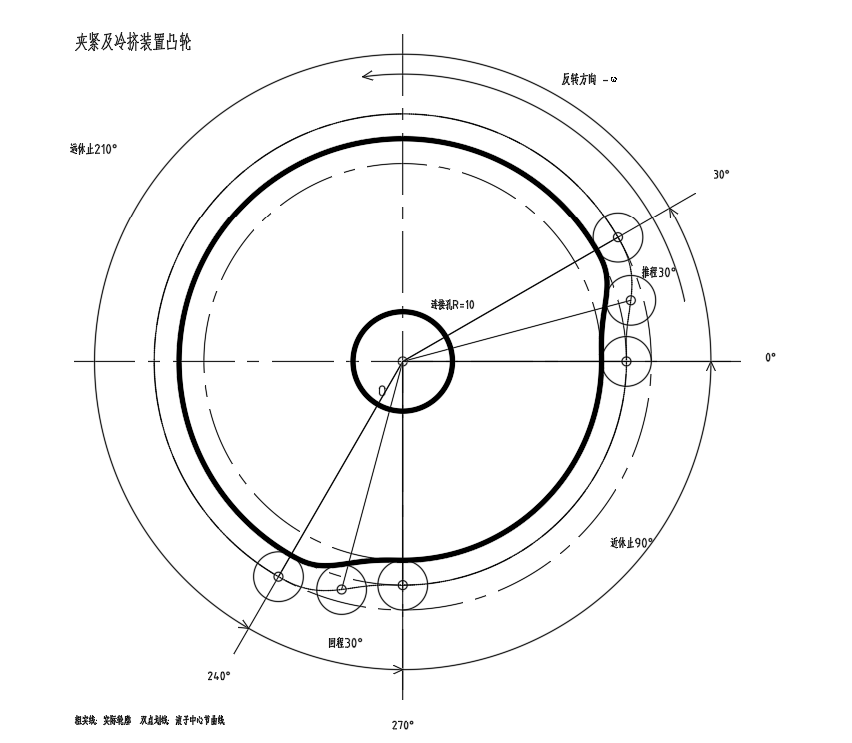 夹紧及冷挤装置凸轮
反转方向 -ω
远休止210°
30°
推程30°
连接孔R=10
0°
O
近休止90°
回程30°
240°
粗实线：实际轮廓 双点划线：滚子中心节曲线
270°